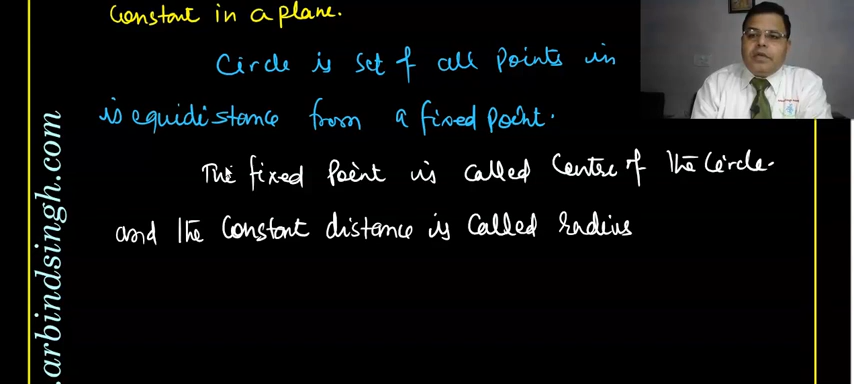 Constant in a plane.
Circle is set of all points in
is equidistance from a fixed point.
The fixed point is called Centre of the Circle.
and the Constant distance is called radius
.arbindsingh.com